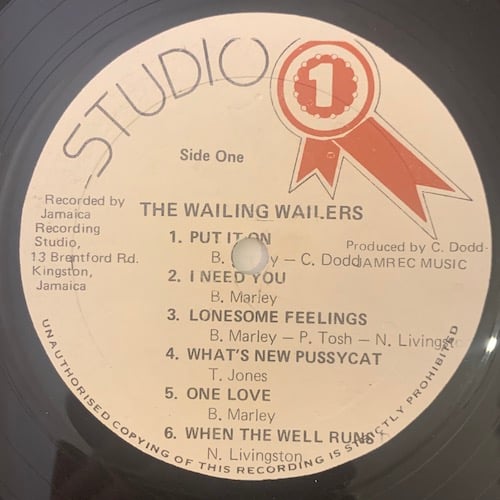 STUDIO
1
Side One
Recorded by
Jamaica
Recording
Studio,
13 Brentford Rd.
Kingston,
Jamaica
THE WAILING WAILERS
1. PUT IT ON
B. – C. Dodd
2. I NEED YOU
B. Marley
3. LONESOME FEELINGS
B. Marley – P. Tosh – N. Livingston
4. WHAT'S NEW PUSSYCAT
T. Jones
5. ONE LOVE
B. Marley
6. WHEN THE WELL RUNS
N. Livingston
Produced by C. Dodd
JAMREC MUSIC
UNAUTHORISED COPYING OF THIS RECORDING IS STRICTLY PROHIBITED